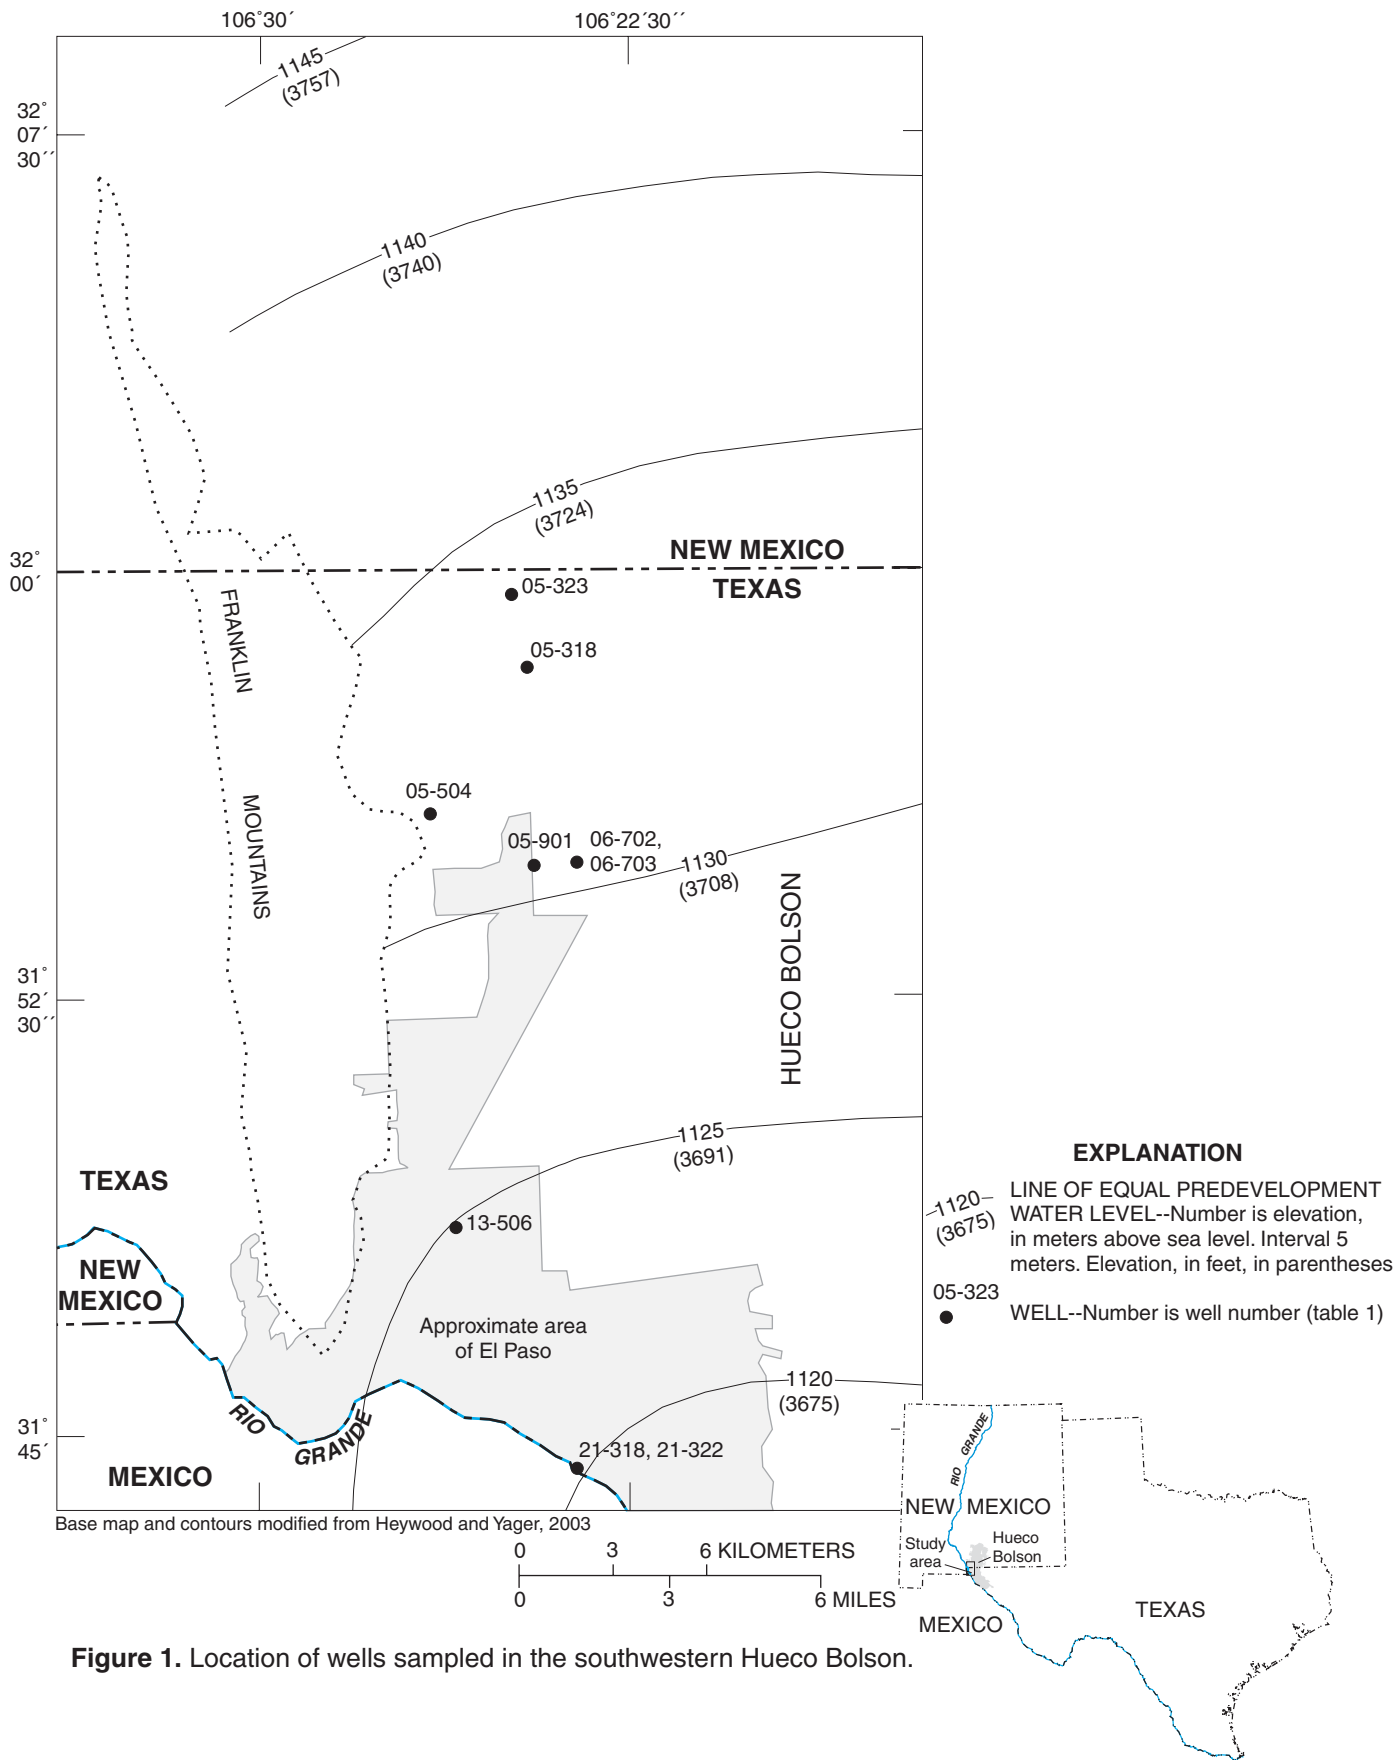 106°30´
106°22´30´´
1145
(3757)
32°
07´
30´´
1140
(3740)
1135
(3724)
NEW MEXICO
32°
00´
TEXAS
05-323
FRANKLIN
05-318
05-504
MOUNTAINS
05-901
06-702,
06-703
1130
(3708)
HUECO BOLSON
31°
52´
30´´
1125
(3691)
TEXAS
13-506
NEW
MEXICO
Approximate area
of El Paso
1120
(3675)
RIO
GRANDE
31°
45´
21-318, 21-322
MEXICO
EXPLANATION
1120
(3675)
LINE OF EQUAL PREDEVELOPMENT
WATER LEVEL--Number is elevation,
in meters above sea level. Interval 5
meters. Elevation, in feet, in parentheses
05-323
WELL--Number is well number (table 1)
RIO GRANDE
NEW MEXICO
Study
area
Hueco
Bolson
MEXICO
TEXAS
Base map and contours modified from Heywood and Yager, 2003
0 3 6 KILOMETERS
0 3 6 MILES
Figure 1. Location of wells sampled in the southwestern Hueco Bolson.